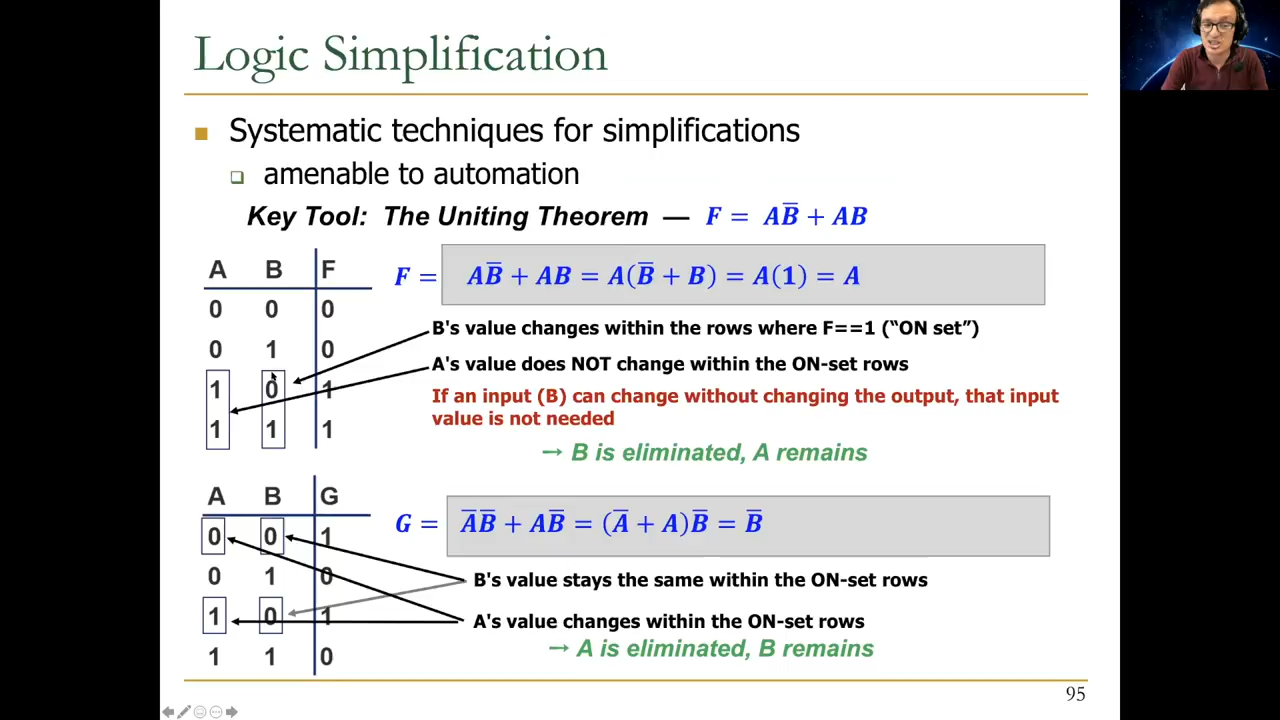 Logic Simplification
Systematic techniques for simplifications
amenable to automation
Key Tool: The Uniting Theorem — F = AB̅ + AB
A B F
0 0 0
0 1 0
1 0 1
1 1 1
F = AB̅ + AB = A(B̅ + B) = A(1) = A
B's value changes within the rows where F==1 (“ON set”)
A's value does NOT change within the ON-set rows
If an input (B) can change without changing the output, that input
value is not needed
→ B is eliminated, A remains
A B G
0 0 1
0 1 0
1 0 1
1 1 0
G = A̅B̅ + AB̅ = (A̅ + A)B̅ = B̅
B's value stays the same within the ON-set rows
A's value changes within the ON-set rows
→ A is eliminated, B remains
95